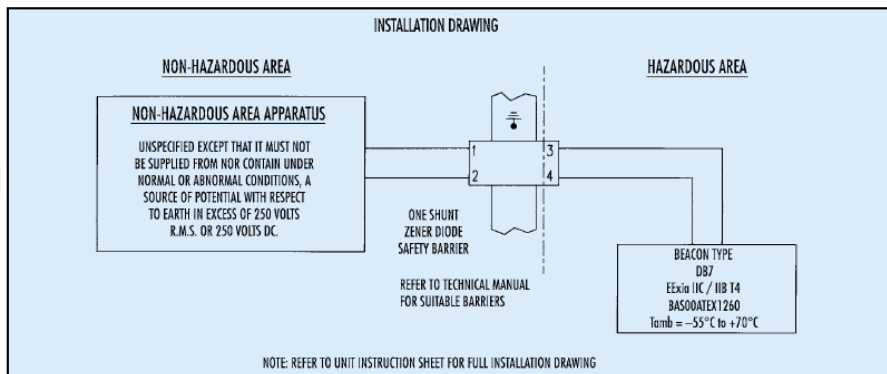 INSTALLATION DRAWING
NON-HAZARDOUS AREA
HAZARDOUS AREA
NON-HAZARDOUS AREA APPARATUS
UNSPECIFIED EXCEPT THAT IT MUST NOT
BE SUPPLIED FROM NOR CONTAIN UNDER
NORMAL OR ABNORMAL CONDITIONS, A
SOURCE OF POTENTIAL WITH RESPECT
TO EARTH IN EXCESS OF 250 VOLTS
R.M.S. OR 250 VOLTS DC.
1
3
2
4
ONE SHUNT
ZENER DIODE
SAFETY BARRIER
REFER TO TECHNICAL MANUAL
FOR SUITABLE BARRIERS
BEACON TYPE
DB7
EExia IIC / IIB T4
BAS00ATEX1260
Tamb = –55°C to +70°C
NOTE: REFER TO UNIT INSTRUCTION SHEET FOR FULL INSTALLATION DRAWING